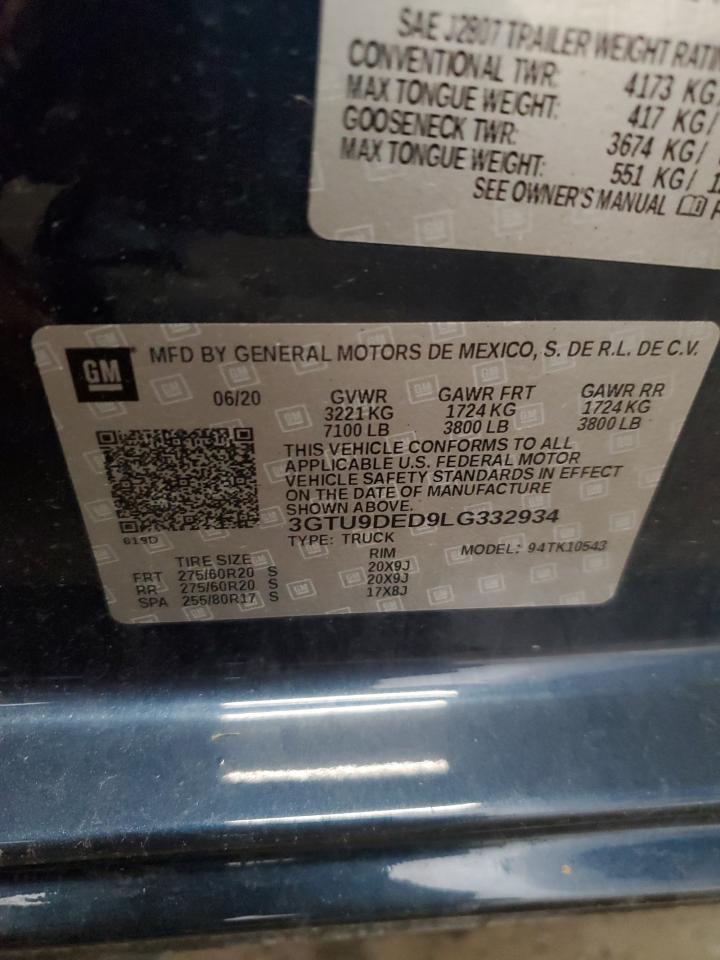 SAE J2807 TRAILER WEIGHT RATIN
CONVENTIONAL TWR: 4173 KG/
MAX TONGUE WEIGHT: 417 KG/
GOOSENECK TWR: 3674 KG/
MAX TONGUE WEIGHT: 551 KG/ 1
SEE OWNER'S MANUAL
GM MFD BY GENERAL MOTORS DE MEXICO, S. DE R.L. DE C.V.
06/20 GVWR GAWR FRT GAWR RR
3221 KG 1724 KG 1724 KG
7100 LB 3800 LB 3800 LB
THIS VEHICLE CONFORMS TO ALL
APPLICABLE U.S. FEDERAL MOTOR
VEHICLE SAFETY STANDARDS IN EFFECT
ON THE DATE OF MANUFACTURE
SHOWN ABOVE.
3GTU9DED9LG332934
619D TYPE: TRUCK MODEL: 94TK10543
TIRE SIZE RIM
FRT 275/60R20 S 20X9J
RR 275/60R20 S 20X9J
SPA 255/80R17 S 17X8J